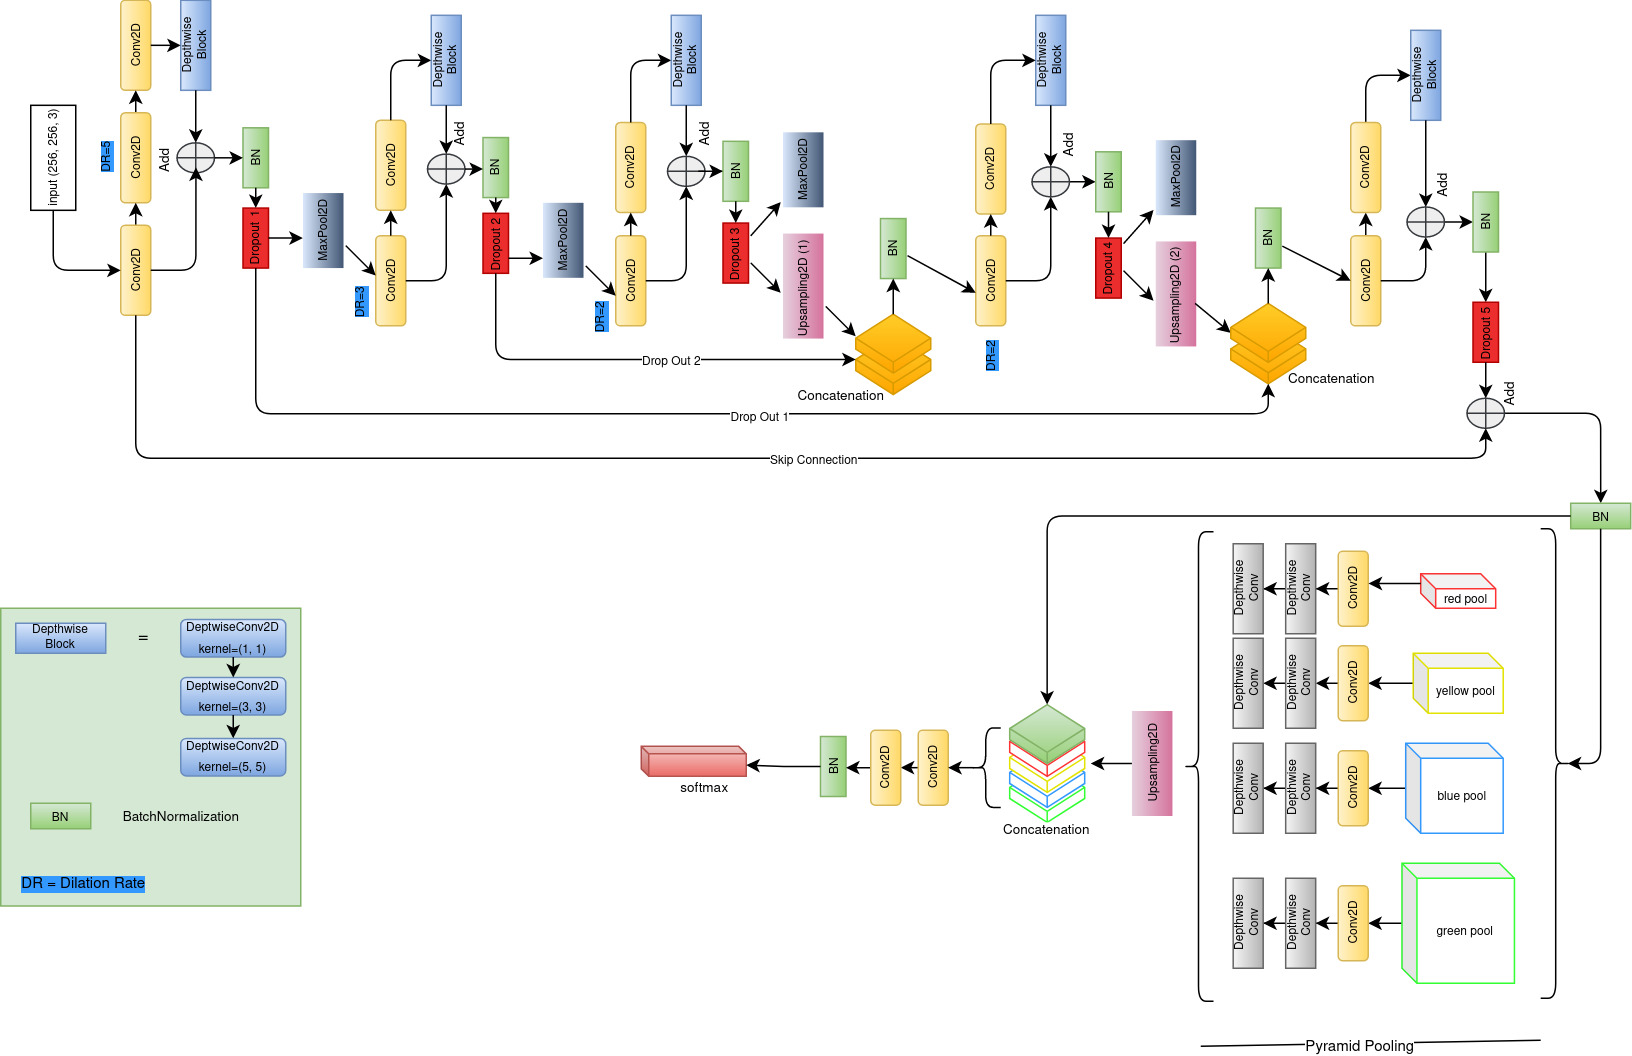 input (256, 256, 3)
DR=5
Conv2D
Conv2D
Conv2D
Depthwise
Block
Add
BN
Dropout 1
MaxPool2D
DR=3
Conv2D
Conv2D
Depthwise
Block
Add
BN
Dropout 2
MaxPool2D
DR=2
Conv2D
Conv2D
Depthwise
Block
Add
BN
Dropout 3
MaxPool2D
Upsampling2D (1)
Concatenation
BN
DR=2
Conv2D
Conv2D
Depthwise
Block
Add
BN
Dropout 4
MaxPool2D
Upsampling2D (2)
Concatenation
BN
Conv2D
Conv2D
Depthwise
Block
Add
BN
Dropout 5
Add
Drop Out 2
Drop Out 1
Skip Connection
BN
Depthwise
Conv
Depthwise
Conv
Conv2D
red pool
Depthwise
Conv
Depthwise
Conv
Conv2D
yellow pool
Depthwise
Conv
Depthwise
Conv
Conv2D
blue pool
Depthwise
Conv
Depthwise
Conv
Conv2D
green pool
Pyramid Pooling
Upsampling2D
Concatenation
Conv2D
Conv2D
BN
softmax
Depthwise
Block
=
DeptwiseConv2D
kernel=(1, 1)
DeptwiseConv2D
kernel=(3, 3)
DeptwiseConv2D
kernel=(5, 5)
BN
BatchNormalization
DR = Dilation Rate